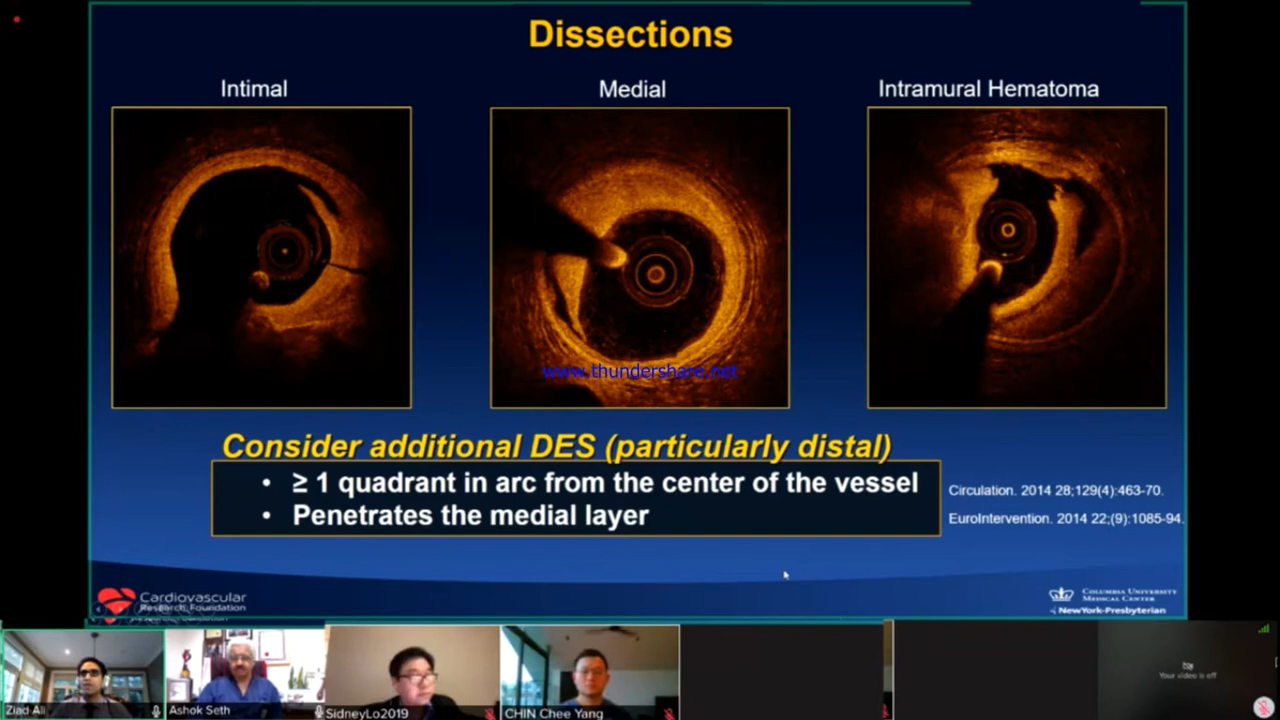 Dissections
Intimal
Medial
Intramural Hematoma
www.thundershare.net
Consider additional DES (particularly distal)
• ≥ 1 quadrant in arc from the center of the vessel
• Penetrates the medial layer
Circulation. 2014 28;129(4):463-70.
EuroIntervention. 2014 22;(9):1085-94.
Cardiovascular
Research Foundation
Research Foundation
COLUMBIA UNIVERSITY
MEDICAL CENTER
NewYork-Presbyterian
Ziad Ali
Ashok Seth
SidneyLo2019
CHIN Chee Yang
Your video is off